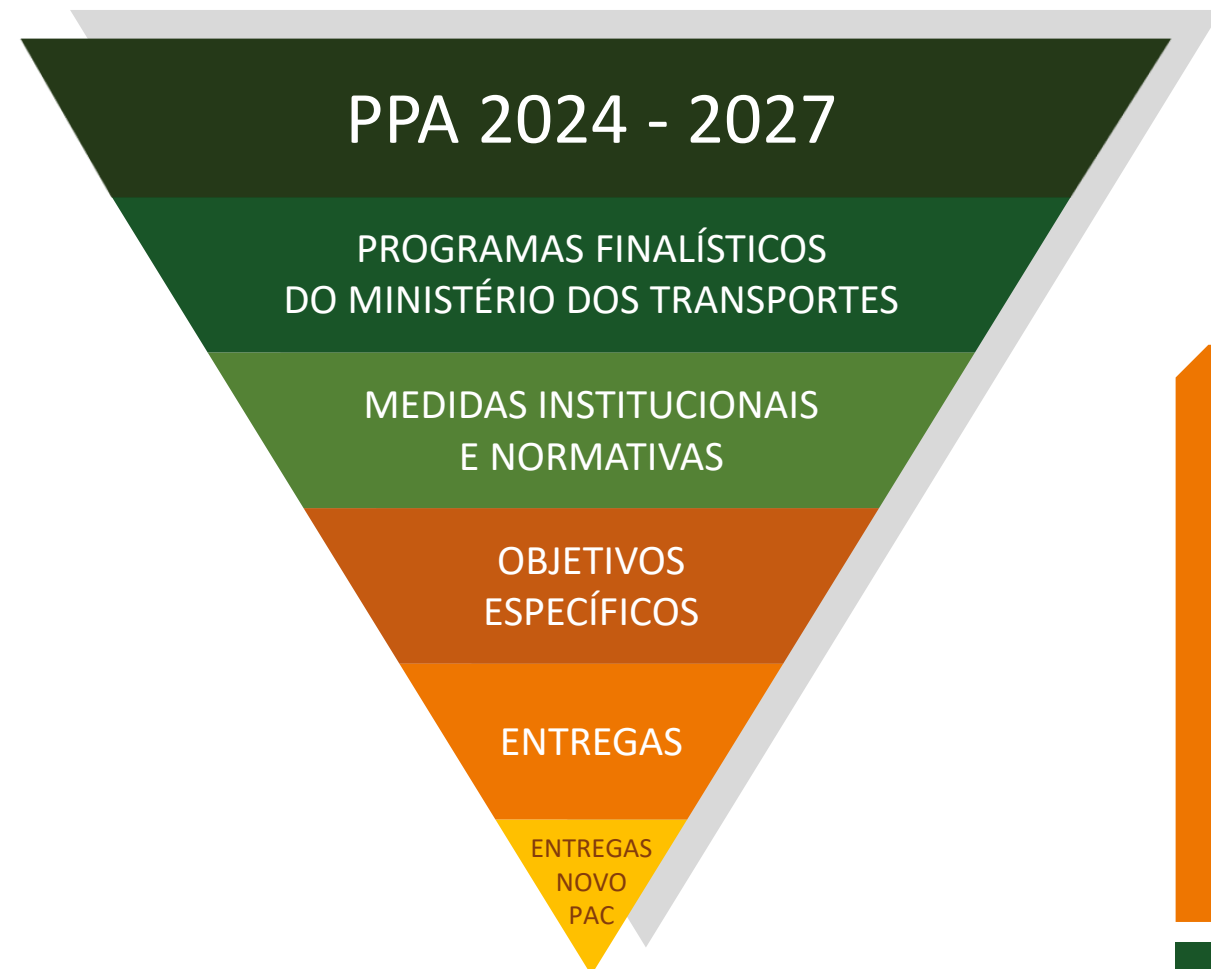 PPA 2024 - 2027
PROGRAMAS FINALÍSTICOS
DO MINISTÉRIO DOS TRANSPORTES
MEDIDAS INSTITUCIONAIS
E NORMATIVAS
OBJETIVOS
ESPECÍFICOS
ENTREGAS
ENTREGAS
NOVO
PAC